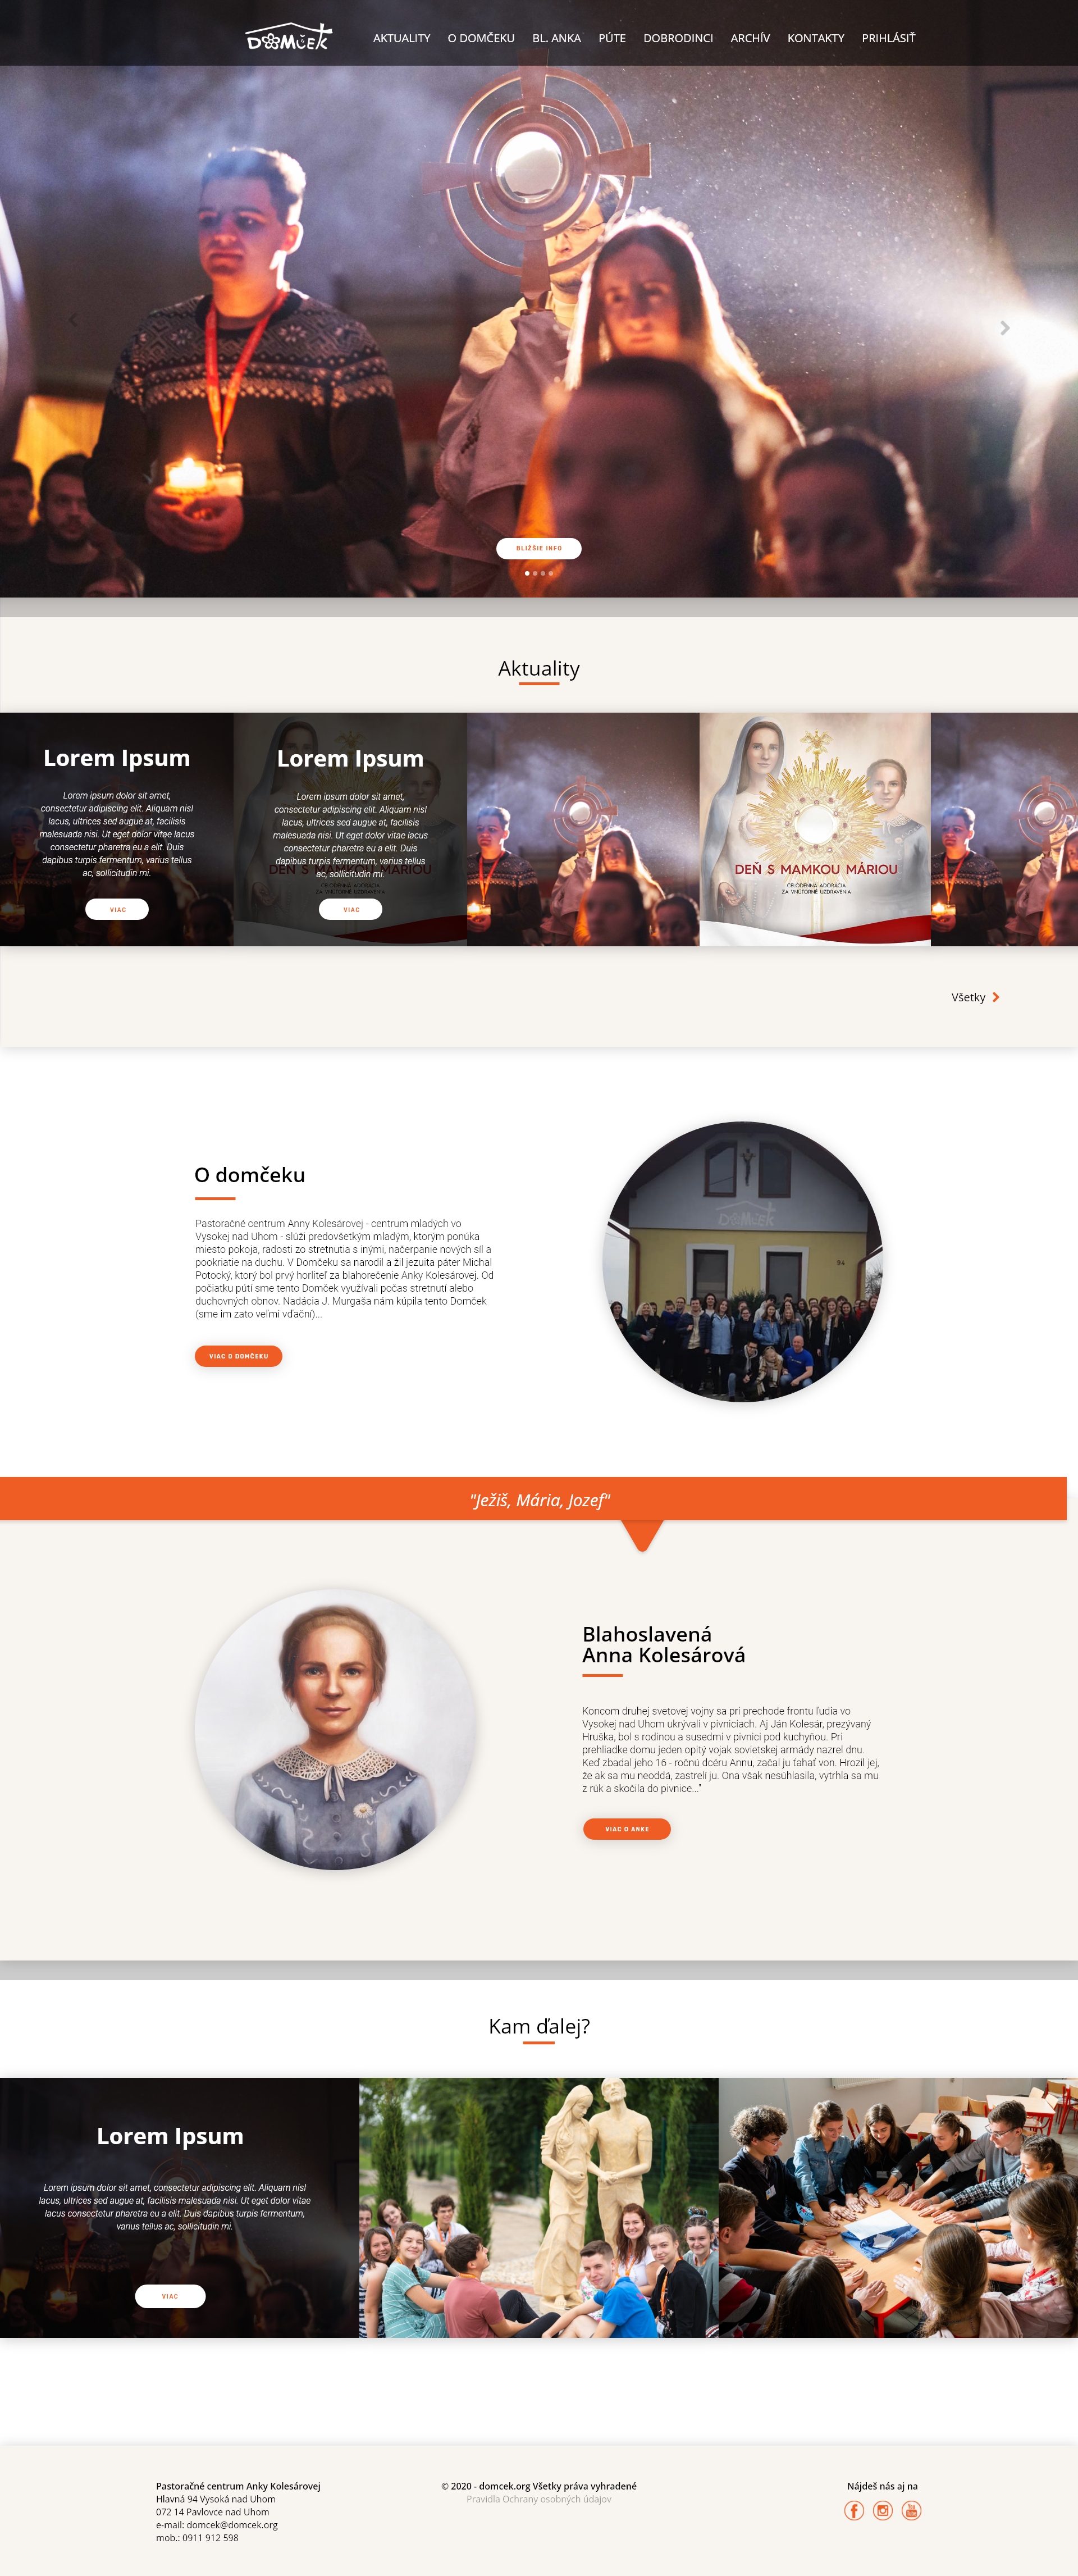 DOMČEK
AKTUALITY O DOMČEKU BL. ANKA PÚTE DOBRODINCI ARCHÍV KONTAKTY PRIHLÁSIŤ
BLIŽŠIE INFO
Aktuality
Lorem Ipsum
Lorem ipsum dolor sit amet,
consectetur adipiscing elit. Aliquam nisl
lacus, ultrices sed augue at, facilisis
malesuada nisi. Ut eget dolor vitae lacus
consectetur pharetra eu a elit. Duis
dapibus turpis fermentum, varius tellus
ac, sollicitudin mi.
VIAC
Lorem Ipsum
Lorem ipsum dolor sit amet,
consectetur adipiscing elit. Aliquam nisl
lacus, ultrices sed augue at, facilisis
malesuada nisi. Ut eget dolor vitae lacus
consectetur pharetra eu a elit. Duis
dapibus turpis fermentum, varius tellus
ac, sollicitudin mi.
DEŇ S MAMKOU MÁRIOU
CELODENNÁ ADORÁCIA
ZA VNÚTORNÉ UZDRAVENIA
VIAC
DEŇ S MAMKOU MÁRIOU
CELODENNÁ ADORÁCIA
ZA VNÚTORNÉ UZDRAVENIA
Všetky
O domčeku
Pastoračné centrum Anny Kolesárovej - centrum mladých vo
Vysokej nad Uhom - slúži predovšetkým mladým, ktorým ponúka
miesto pokoja, radosti zo stretnutia s inými, načerpanie nových síl a
pookriatie na duchu. V Domčeku sa narodil a žil jezuita páter Michal
Potocký, ktorý bol prvý horliteľ za blahorečenie Anky Kolesárovej. Od
počiatku púti sme tento Domček využívali počas stretnutí alebo
duchovných obnov. Nadácia J. Murgaša nám kúpila tento Domček
(sme im zato veľmi vďační)...
VIAC O DOMČEKU
DOMČEK
94
"Ježiš, Mária, Jozef"
Blahoslavená
Anna Kolesárová
Koncom druhej svetovej vojny sa pri prechode frontu ľudia vo
Vysokej nad Uhom ukrývali v pivniciach. Aj Ján Kolesár, prezývaný
Hruška, bol s rodinou a susedmi v pivnici pod kuchyňou. Pri
prehliadke domu jeden opitý vojak sovietskej armády nazrel dnu.
Keď zbadal jeho 16 - ročnú dcéru Annu, začal ju ťahať von. Hrozil jej,
že ak sa mu neoddá, zastrelí ju. Ona však nesúhlasila, vytrhla sa mu
z rúk a skočila do pivnice..."
VIAC O ANKE
Kam ďalej?
Lorem Ipsum
Lorem ipsum dolor sit amet, consectetur adipiscing elit. Aliquam nisl
lacus, ultrices sed augue at, facilisis malesuada nisi. Ut eget dolor vitae
lacus consectetur pharetra eu a elit. Duis dapibus turpis fermentum,
varius tellus ac, sollicitudin mi.
VIAC
Pastoračné centrum Anky Kolesárovej
Hlavná 94 Vysoká nad Uhom
072 14 Pavlovce nad Uhom
e-mail: domcek@domcek.org
mob.: 0911 912 598
© 2020 - domcek.org Všetky práva vyhradené
Pravidla Ochrany osobných údajov
Nájdeš nás aj na
You Tube